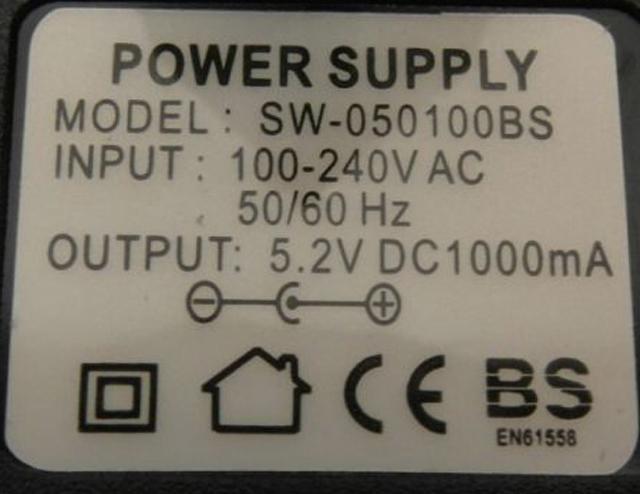 POWER SUPPLY
MODEL: SW-050100BS
INPUT: 100-240V AC
50/60 Hz
OUTPUT: 5.2V DC1000mA
CE BS
EN61558